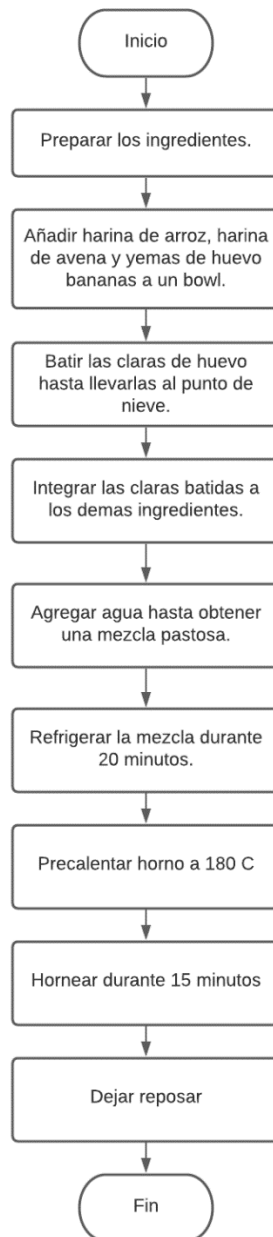 Inicio
Preparar los ingredientes.
Añadir harina de arroz, harina
de avena y yemas de huevo
bananas a un bowl.
Batir las claras de huevo
hasta llevarlas al punto de
nieve.
Integrar las claras batidas a
los demas ingredientes.
Agregar agua hasta obtener
una mezcla pastosa.
Refrigerar la mezcla durante
20 minutos.
Precalentar horno a 180 C
Hornear durante 15 minutos
Dejar reposar
Fin